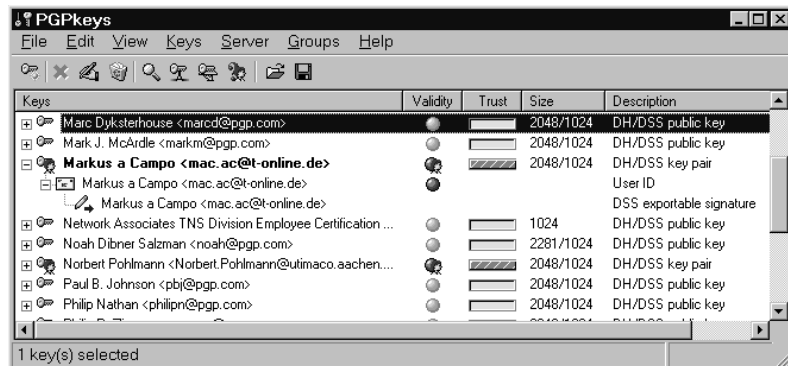 PGPkeys
File Edit View Keys Server Groups Help
Keys Validity Trust Size Description
Marc Dyksterhouse <marcd@pgp.com> 2048/1024 DH/DSS public key
Mark J. McArdle <markm@pgp.com> 2048/1024 DH/DSS public key
Markus a Campo <mac.ac@t-online.de> 2048/1024 DH/DSS key pair
Markus a Campo <mac.ac@t-online.de> User ID
Markus a Campo <mac.ac@t-online.de> DSS exportable signature
Network Associates TNS Division Employee Certification ... 1024 DH/DSS public key
Noah Dibner Salzman <noah@pgp.com> 2281/1024 DH/DSS public key
Norbert Pohlmann <Norbert.Pohlmann@utimaco.aachen.... 2048/1024 DH/DSS key pair
Paul B. Johnson <pbj@pgp.com> 2048/1024 DH/DSS public key
Philip Nathan <philipn@pgp.com> 2048/1024 DH/DSS public key
1 key(s) selected